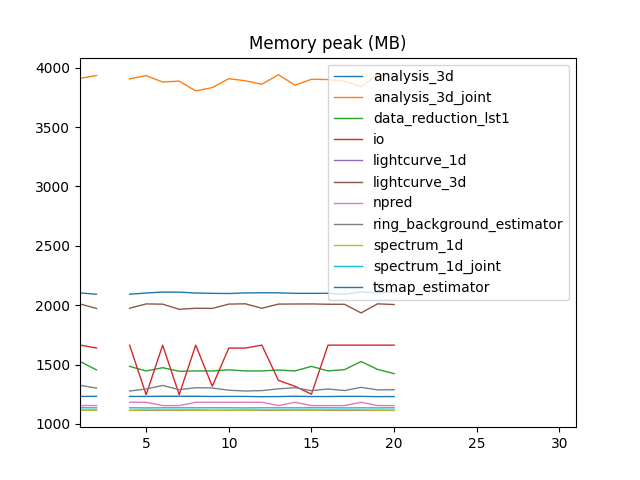 Memory peak (MB)
4000
3500
3000
2500
2000
1500
1000
analysis_3d
analysis_3d_joint
data_reduction_lst1
io
lightcurve_1d
lightcurve_3d
npred
ring_background_estimator
spectrum_1d
spectrum_1d_joint
tsmap_estimator
5 10 15 20 25 30